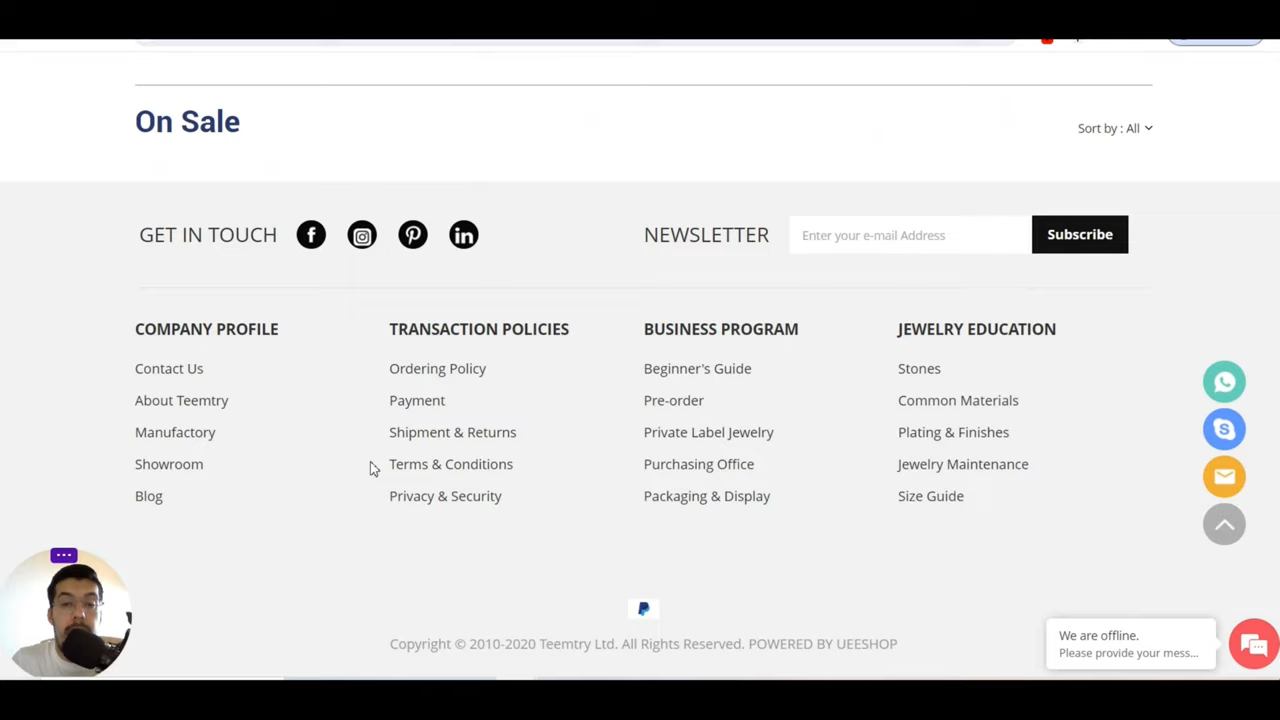 On Sale
Sort by : All
GET IN TOUCH
NEWSLETTER
Enter your e-mail Address
Subscribe
COMPANY PROFILE
Contact Us
About Teemtry
Manufactory
Showroom
Blog
TRANSACTION POLICIES
Ordering Policy
Payment
Shipment & Returns
Terms & Conditions
Privacy & Security
BUSINESS PROGRAM
Beginner's Guide
Pre-order
Private Label Jewelry
Purchasing Office
Packaging & Display
JEWELRY EDUCATION
Stones
Common Materials
Plating & Finishes
Jewelry Maintenance
Size Guide
Copyright © 2010-2020 Teemtry Ltd. All Rights Reserved. POWERED BY UEESHOP
We are offline.
Please provide your mess...